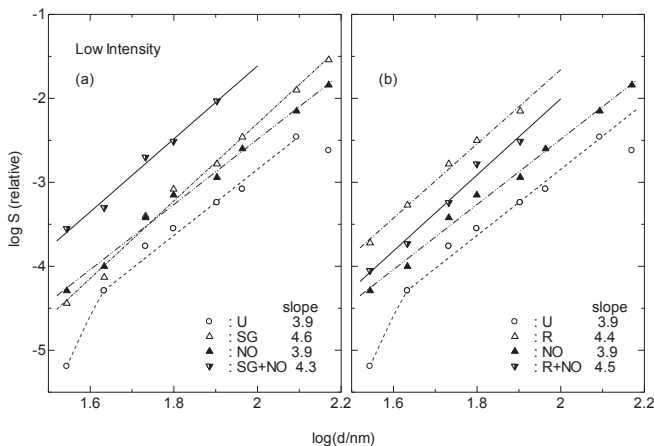 -1
-2
-3
-4
-5
log S (relative)
Low Intensity
(a)
slope
: U 3.9
: SG 4.6
: NO 3.9
: SG+NO 4.3
(b)
slope
: U 3.9
: R 4.4
: NO 3.9
: R+NO 4.5
1.6 1.8 2 2.2 1.6 1.8 2 2.2
log(d/nm)